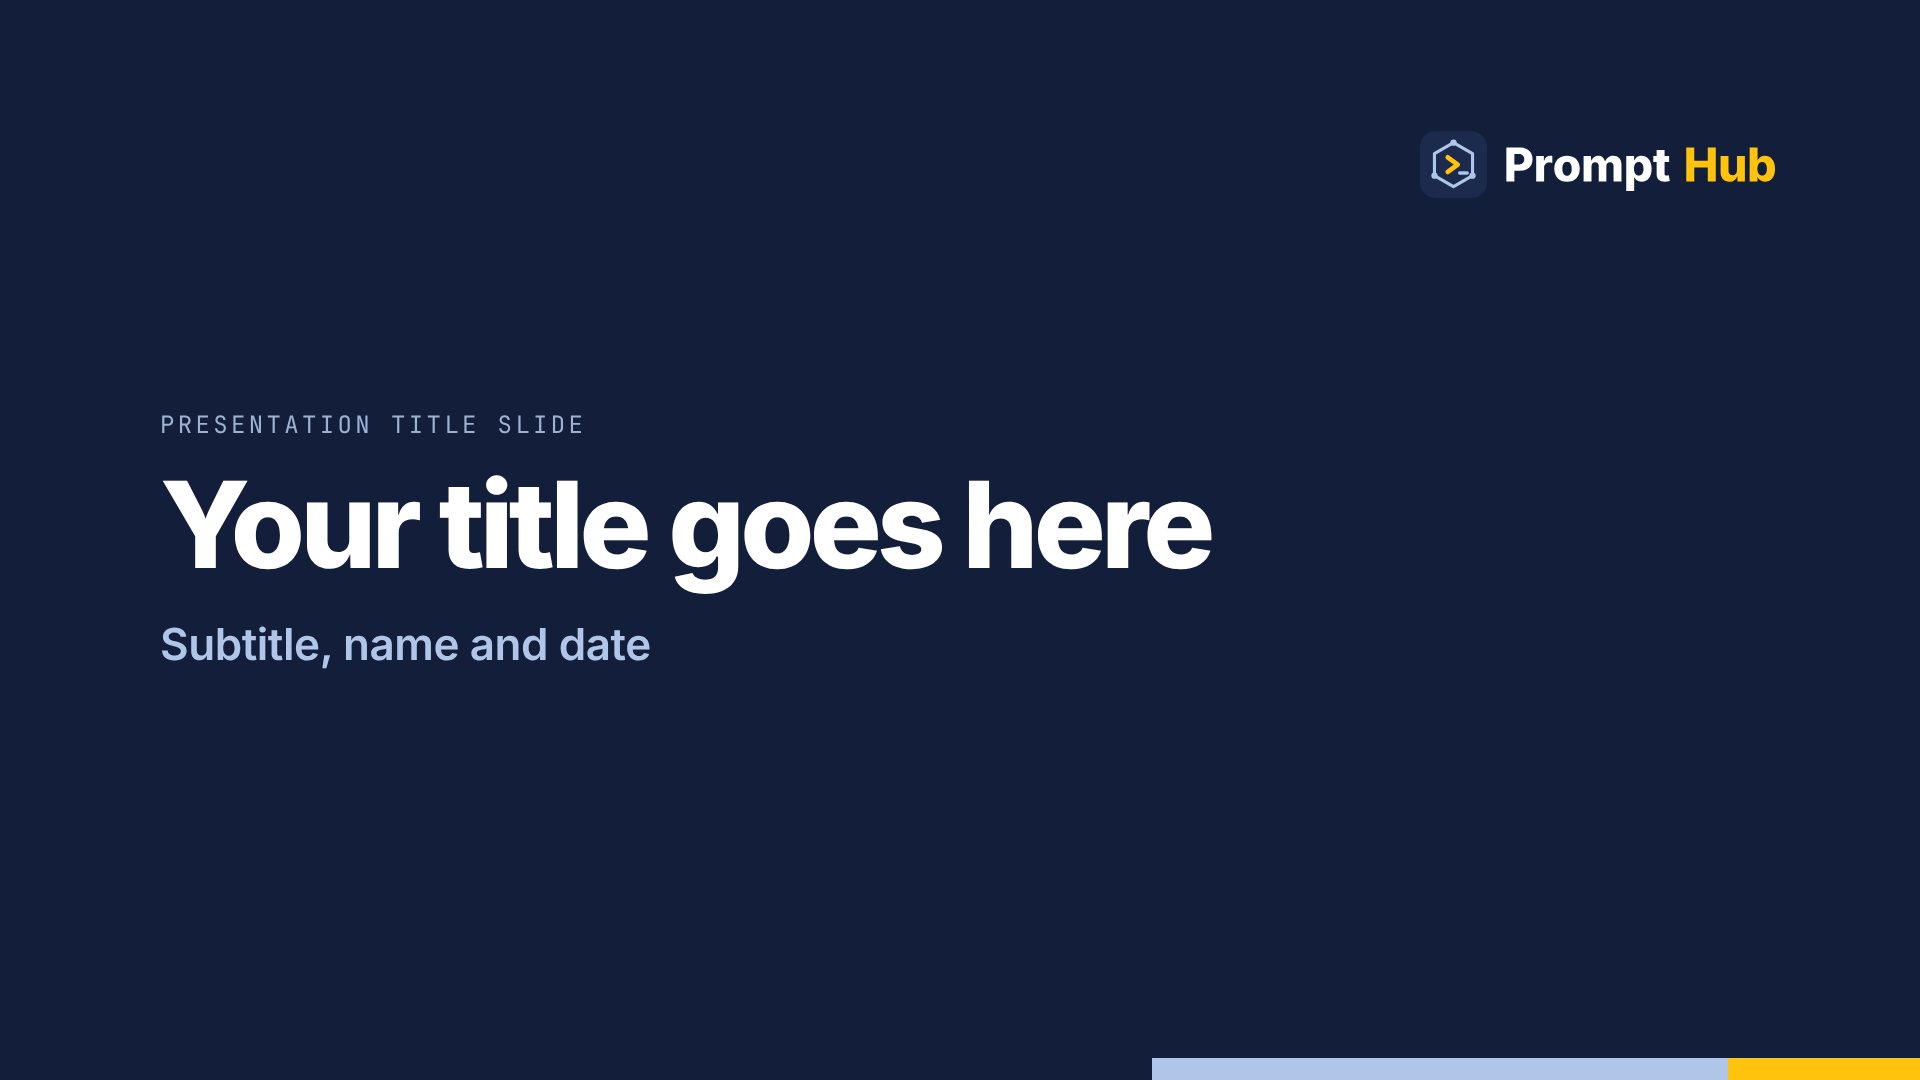 Prompt Hub
PRESENTATION TITLE SLIDE
Your title goes here
Subtitle, name and date